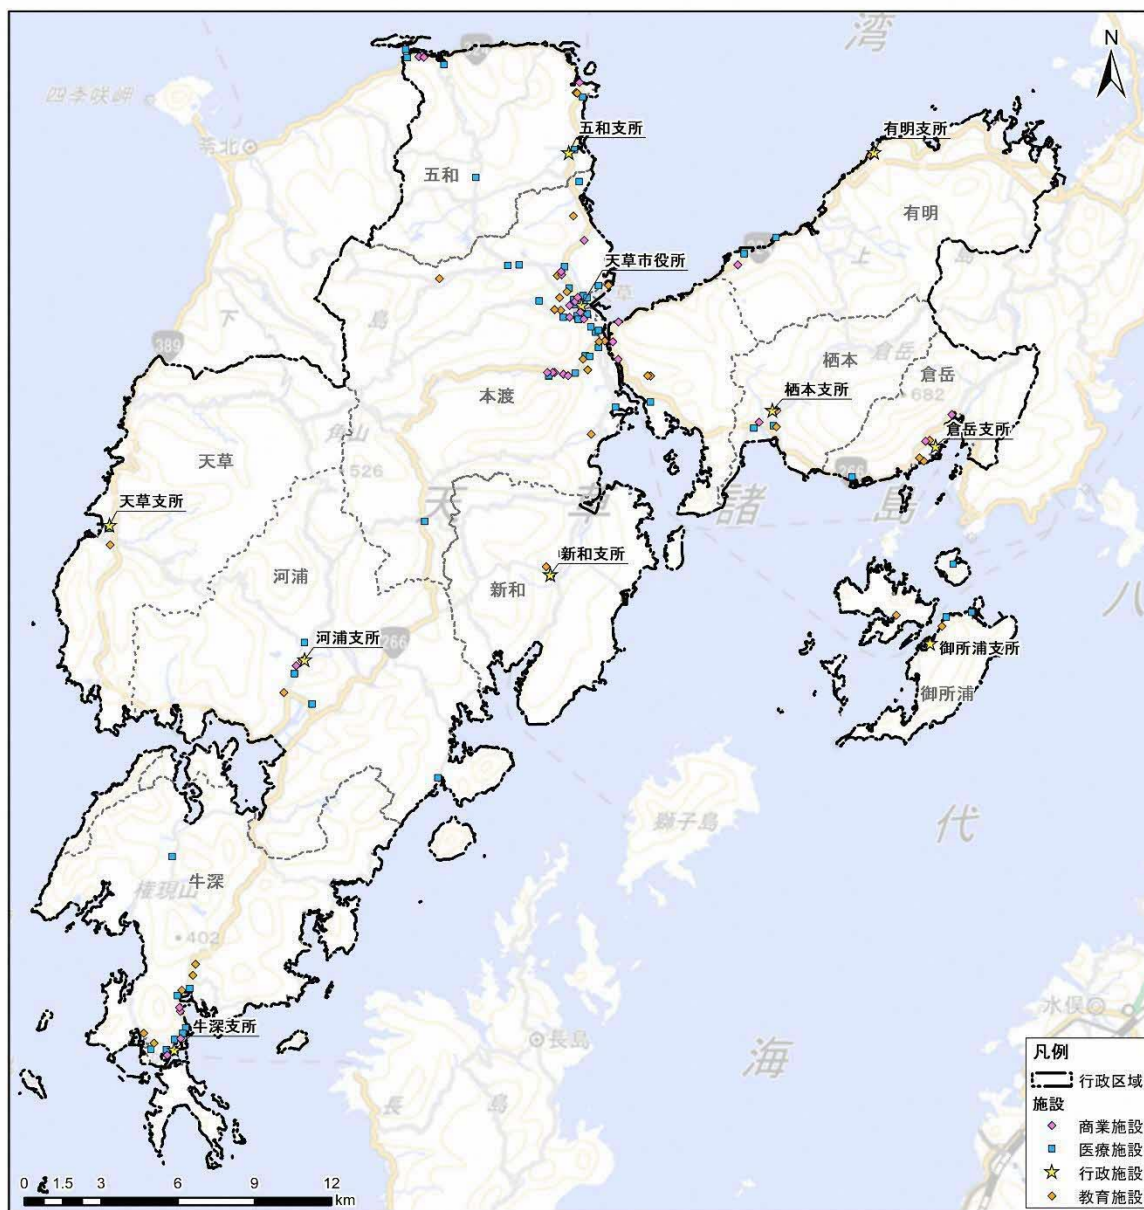 湾
N
四季咲岬
苓北
五和支所
有明支所
五和
有明
上
島
天草市役所
草
下
島
389
栖本
倉岳
倉岳
682
本渡
栖本支所
倉岳支所
角山
526
天草
266
天草支所
天草諸島
河浦
新和支所
新和
八
河浦支所
266
御所浦支所
御所浦
獅子島
代
牛深
権現山
402
水俣
牛深支所
長島
海
長
島
凡例
行政区域
施設
商業施設
医療施設
行政施設
教育施設
0 1.5 3 6 9 12
km